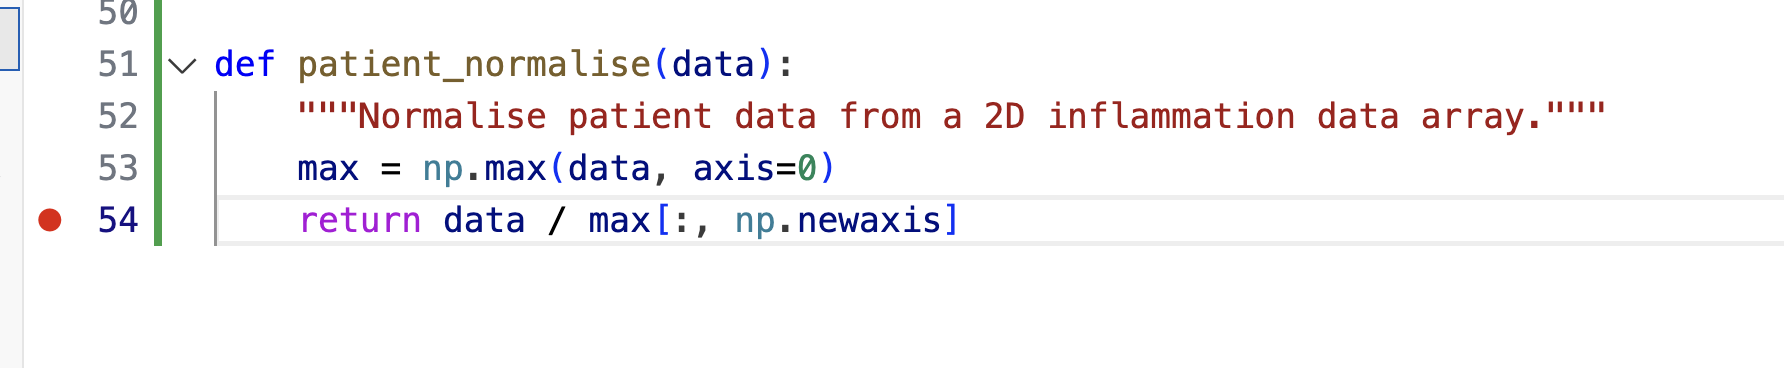 50
51 def patient_normalise(data):
52 """Normalise patient data from a 2D inflammation data array."""
53 max = np.max(data, axis=0)
54 return data / max[:, np.newaxis]